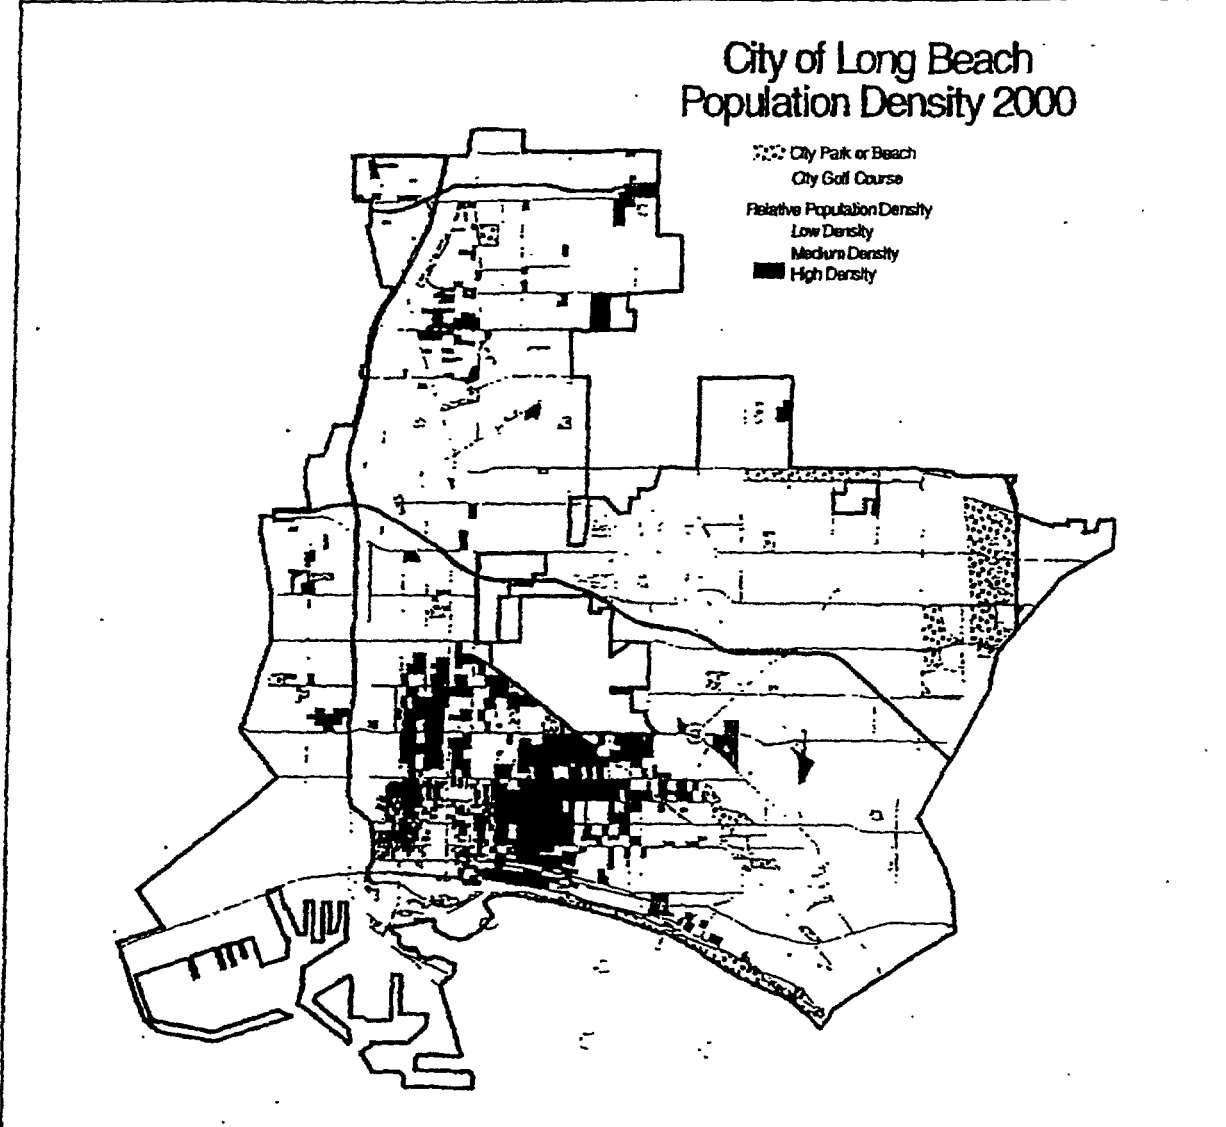 City of Long Beach
Population Density 2000
City Park or Beach
City Golf Course
Relative Population Density
Low Density
Medium Density
High Density